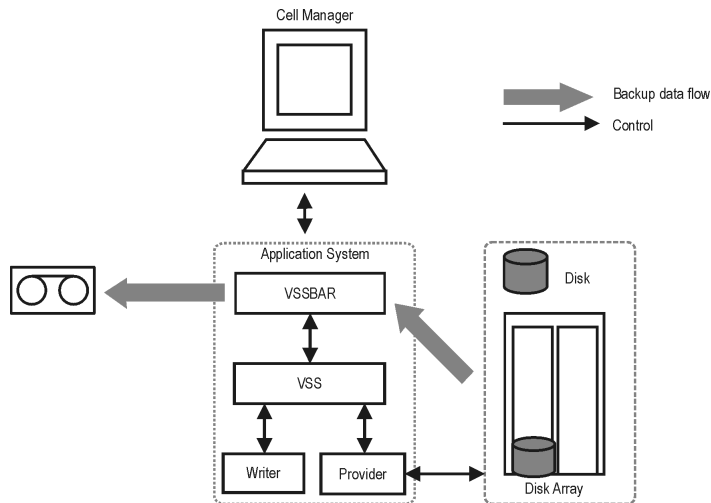 Cell Manager
Backup data flow
Control
Application System
VSSBAR
Disk
VSS
Writer
Provider
Disk Array